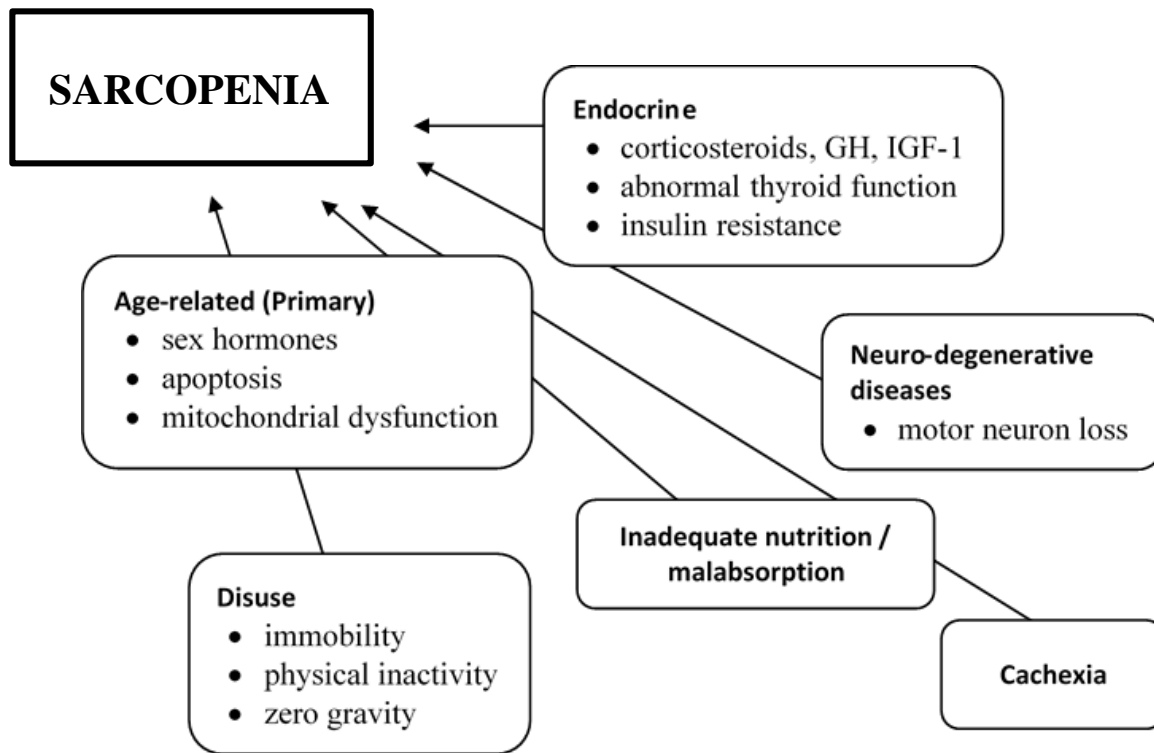 SARCOPENIA
Endocrine
• corticosteroids, GH, IGF-1
• abnormal thyroid function
• insulin resistance
Age-related (Primary)
• sex hormones
• apoptosis
• mitochondrial dysfunction
Neuro-degenerative
diseases
• motor neuron loss
Inadequate nutrition /
malabsorption
Disuse
• immobility
• physical inactivity
• zero gravity
Cachexia